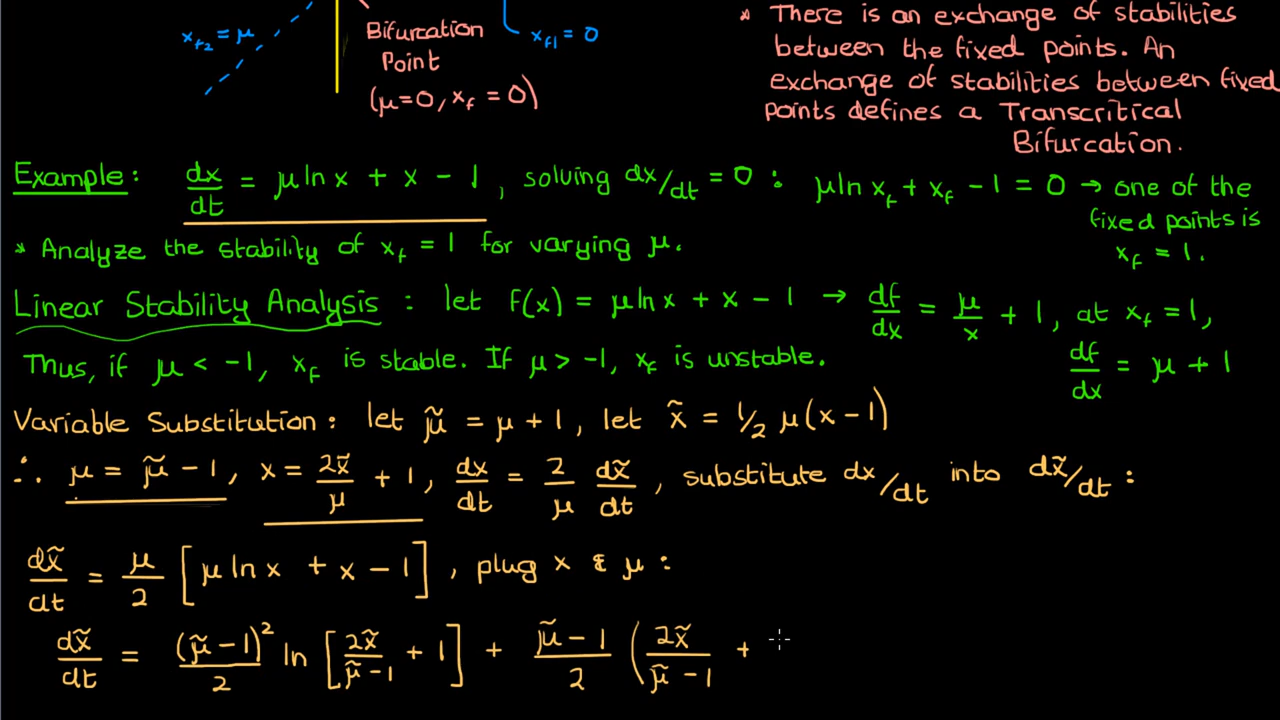 x_f2 = μ
Bifurcation
Point
(μ=0, x_f = 0)
x_f1 = 0
* There is an exchange of stabilities
between the fixed points. An
exchange of stabilities between fixed
points defines a Transcritical
Bifurcation.
Example: dx/dt = μ ln x + x - 1, solving dx/dt = 0 : μ ln x_f + x_f - 1 = 0 → one of the
fixed points is
x_f = 1.
* Analyze the stability of x_f = 1 for varying μ.
Linear Stability Analysis : let f(x) = μ ln x + x - 1 → df/dx = μ/x + 1, at x_f = 1,
df/dx = μ + 1
Thus, if μ < -1, x_f is stable. If μ > -1, x_f is unstable.
Variable Substitution: let μ̃ = μ + 1, let x̃ = 1/2 μ(x - 1)
∴ μ = μ̃ - 1, x = 2x̃/μ + 1, dx/dt = 2/μ dx̃/dt, substitute dx/dt into dx̃/dt :
dx̃/dt = μ/2 [μ ln x + x - 1], plug x & μ :
dx̃/dt = (μ̃ - 1)²/2 ln [2x̃/(μ̃ - 1) + 1] + (μ̃ - 1)/2 (2x̃/(μ̃ - 1) +